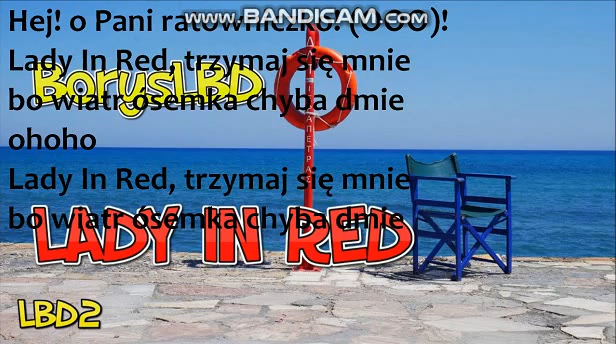 www.BANDICAM.com
Hej! o Pani ratowniczko! (OOO)!
Lady In Red, trzymaj się mnie
BorysLBD
bo wiatr ósemka chyba dmie
ohoho
Lady In Red, trzymaj się mnie
bo wiatr ósemka chyba dmie
LADY IN RED
LBD2